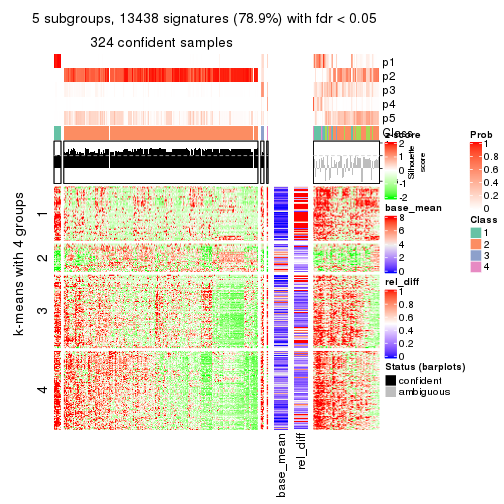 5 subgroups, 13438 signatures (78.9%) with fdr < 0.05
324 confident samples
p1
p2
p3
p4
p5
Class
Silhouette
score
k-means with 4 groups
1
2
3
4
base_mean
rel_diff
z-score
2
1
0
-1
-2
base_mean
8
6
4
2
0
rel_diff
1
0.8
0.6
0.4
0.2
0
Status (barplots)
confident
ambiguous
Prob
1
0.8
0.6
0.4
0.2
0
Class
1
2
3
4